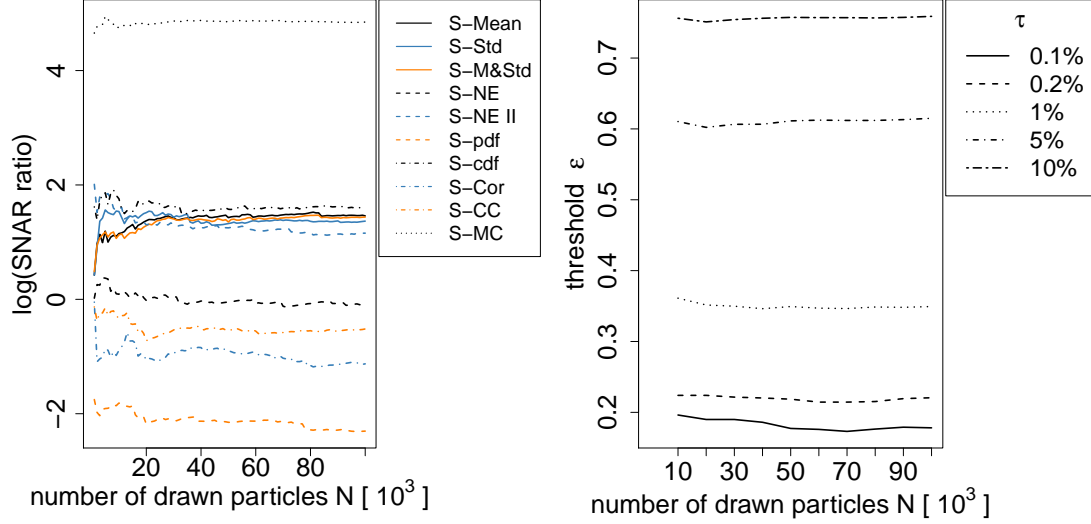 log(SNAR ratio)
4
2
0
−2
20
40
60
80
number of drawn particles N [ 10³ ]
S−Mean
S−Std
S−M&Std
S−NE
S−NE II
S−pdf
S−cdf
S−Cor
S−CC
S−MC
threshold ε
0.7
0.6
0.5
0.4
0.3
0.2
10
30
50
70
90
number of drawn particles N [ 10³ ]
τ
0.1%
0.2%
1%
5%
10%